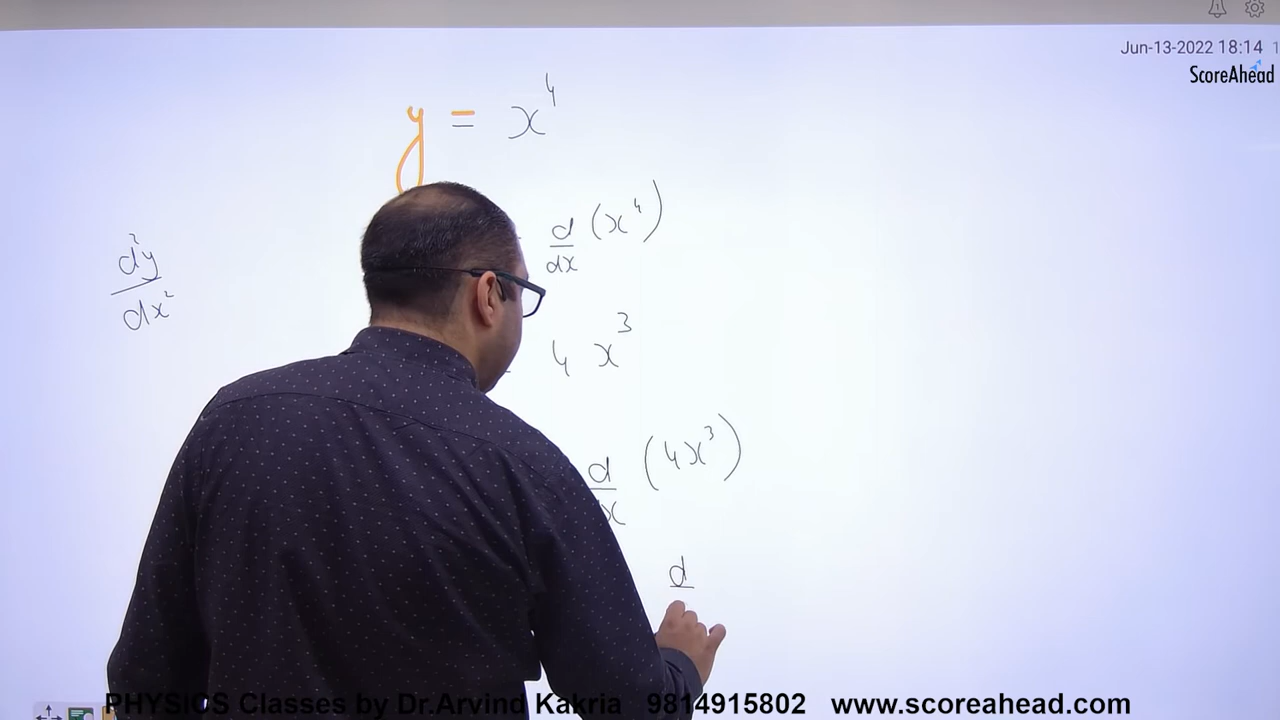 Jun-13-2022 18:14
ScoreAhead
y = x⁴
d/dx (x⁴)
d²y/dx²
4 x³
d/dx (4x³)
d
PHYSICS Classes by Dr.Arvind Kakria 9814915802 www.scoreahead.com